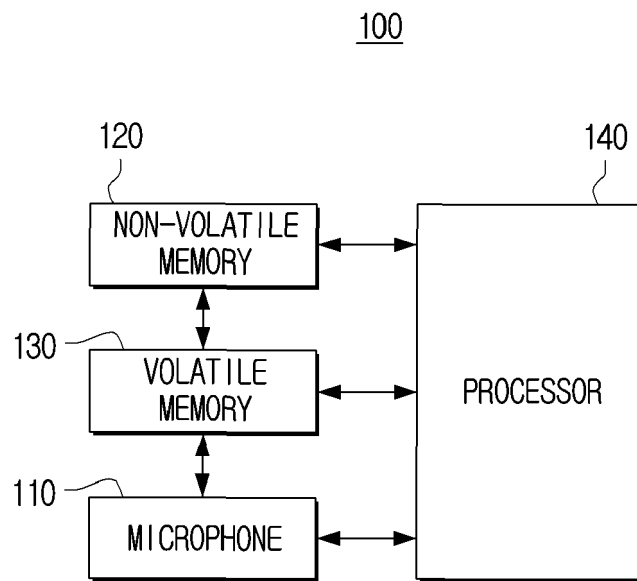 100
120
140
NON-VOLATILE
MEMORY
130
VOLATILE
MEMORY
PROCESSOR
110
MICROPHONE